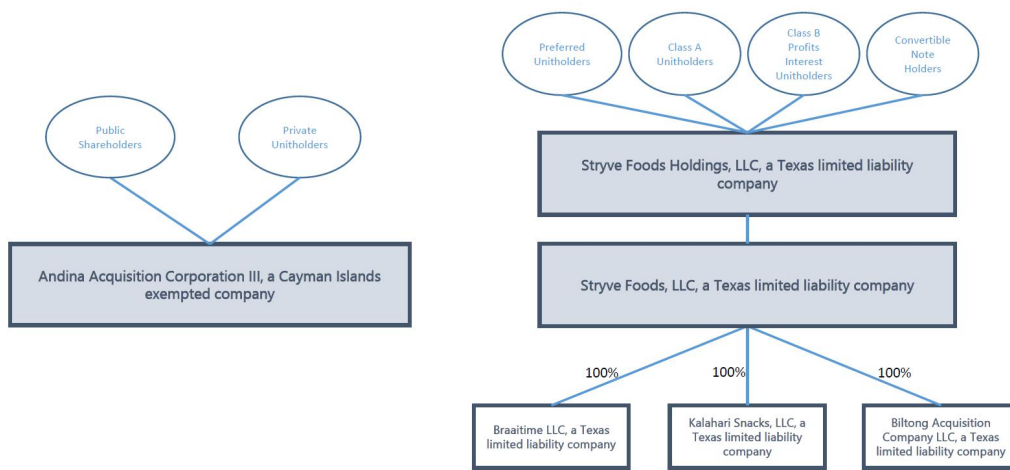 Preferred
Unitholders
Class A
Unitholders
Class B
Profits
Interest
Unitholders
Convertible
Note
Holders
Public
Shareholders
Private
Unitholders
Stryve Foods Holdings, LLC, a Texas limited liability
company
Andina Acquisition Corporation III, a Cayman Islands
exempted company
Stryve Foods, LLC, a Texas limited liability company
100%
100%
100%
Braaitime LLC, a Texas
limited liability company
Kalahari Snacks, LLC, a
Texas limited liability
company
Biltong Acquisition
Company LLC, a Texas
limited liability company